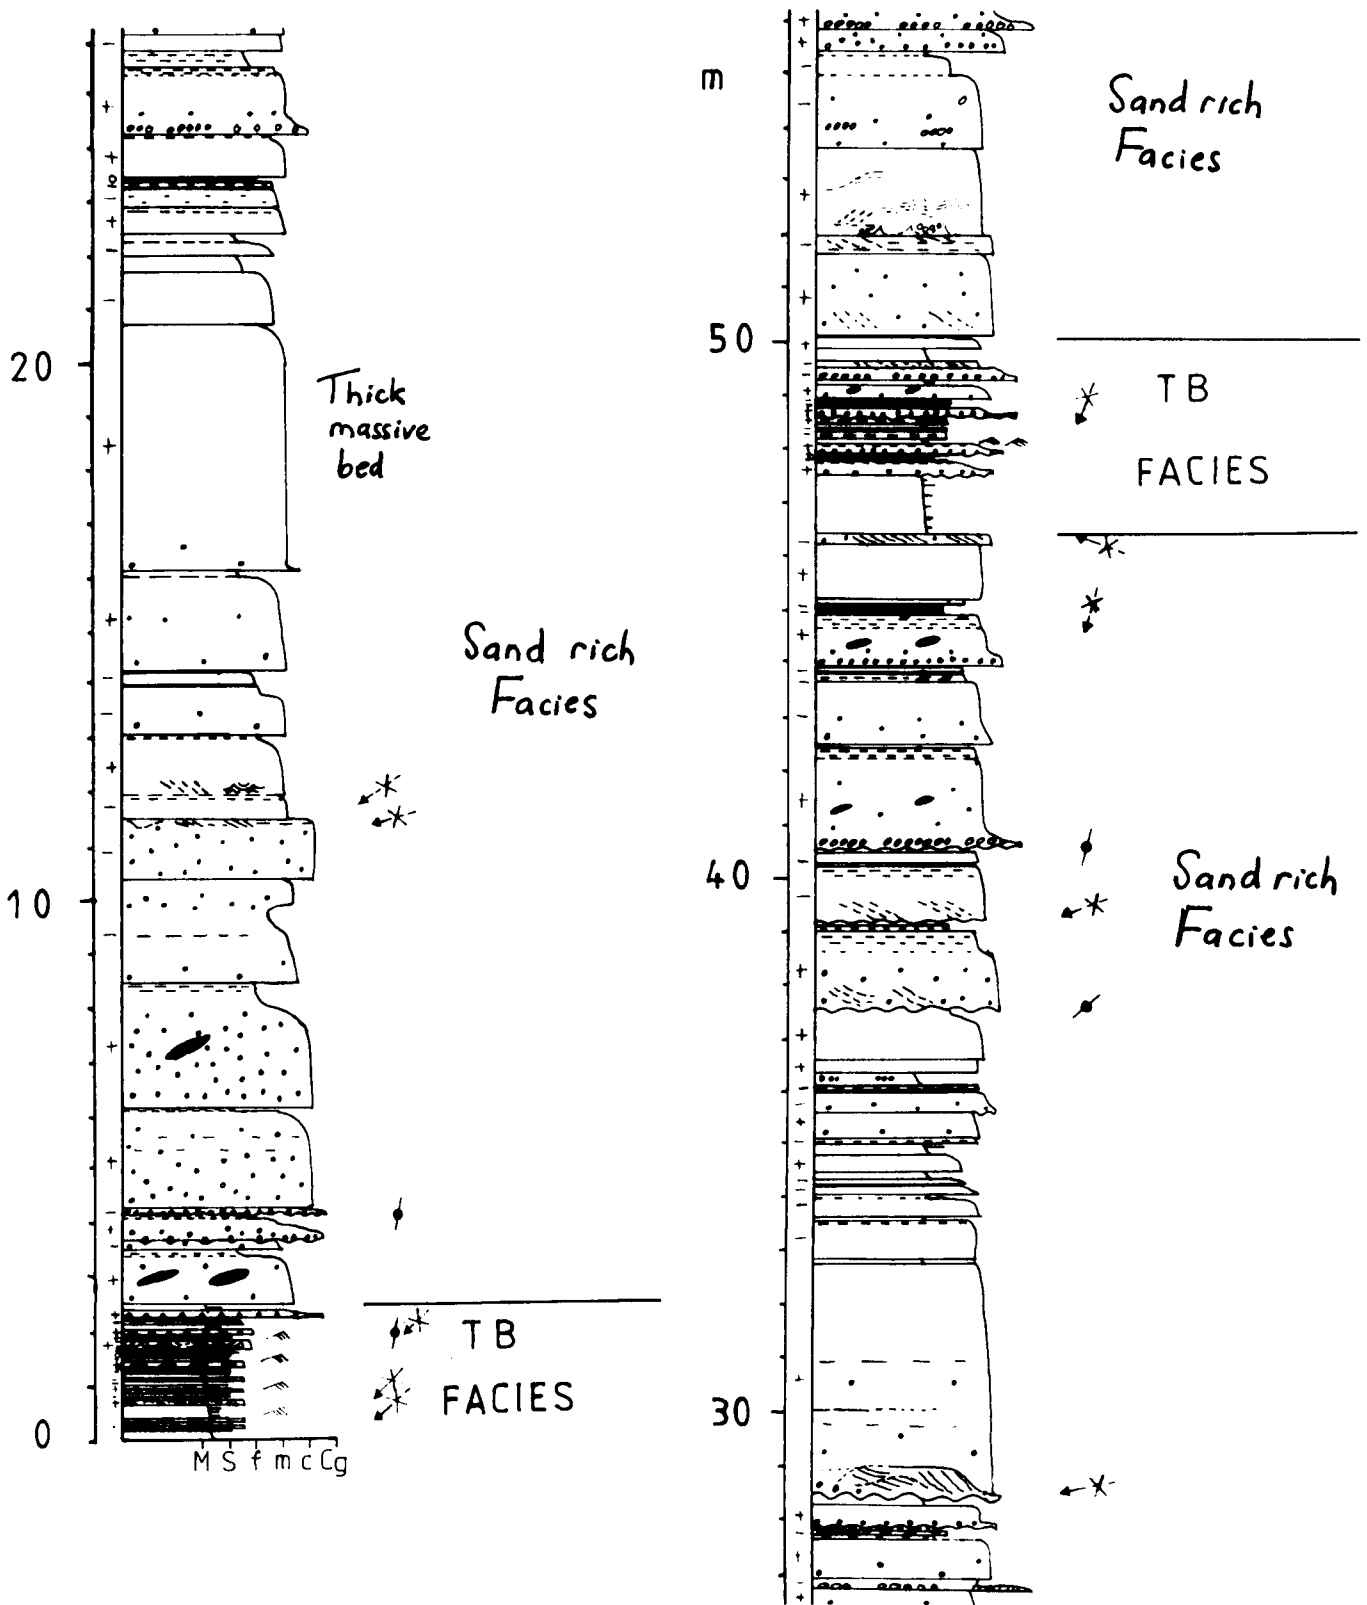 20
Thick
massive
bed
Sand rich
Facies
10
TB
FACIES
0
M S f m c Cg
m
Sand rich
Facies
50
TB
FACIES
40
Sand rich
Facies
30